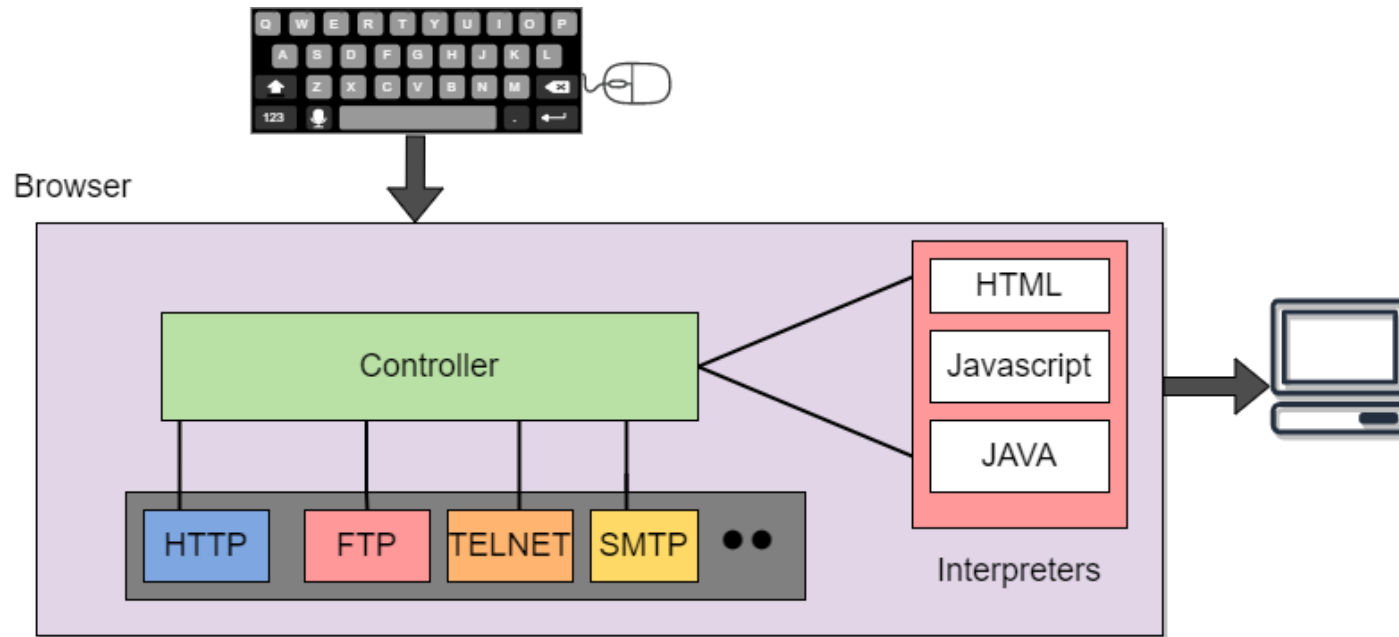 Q W E R T Y U I O P
A S D F G H J K L
Z X C V B N M
123 .
Browser
HTML
Controller
Javascript
JAVA
HTTP FTP TELNET SMTP
Interpreters